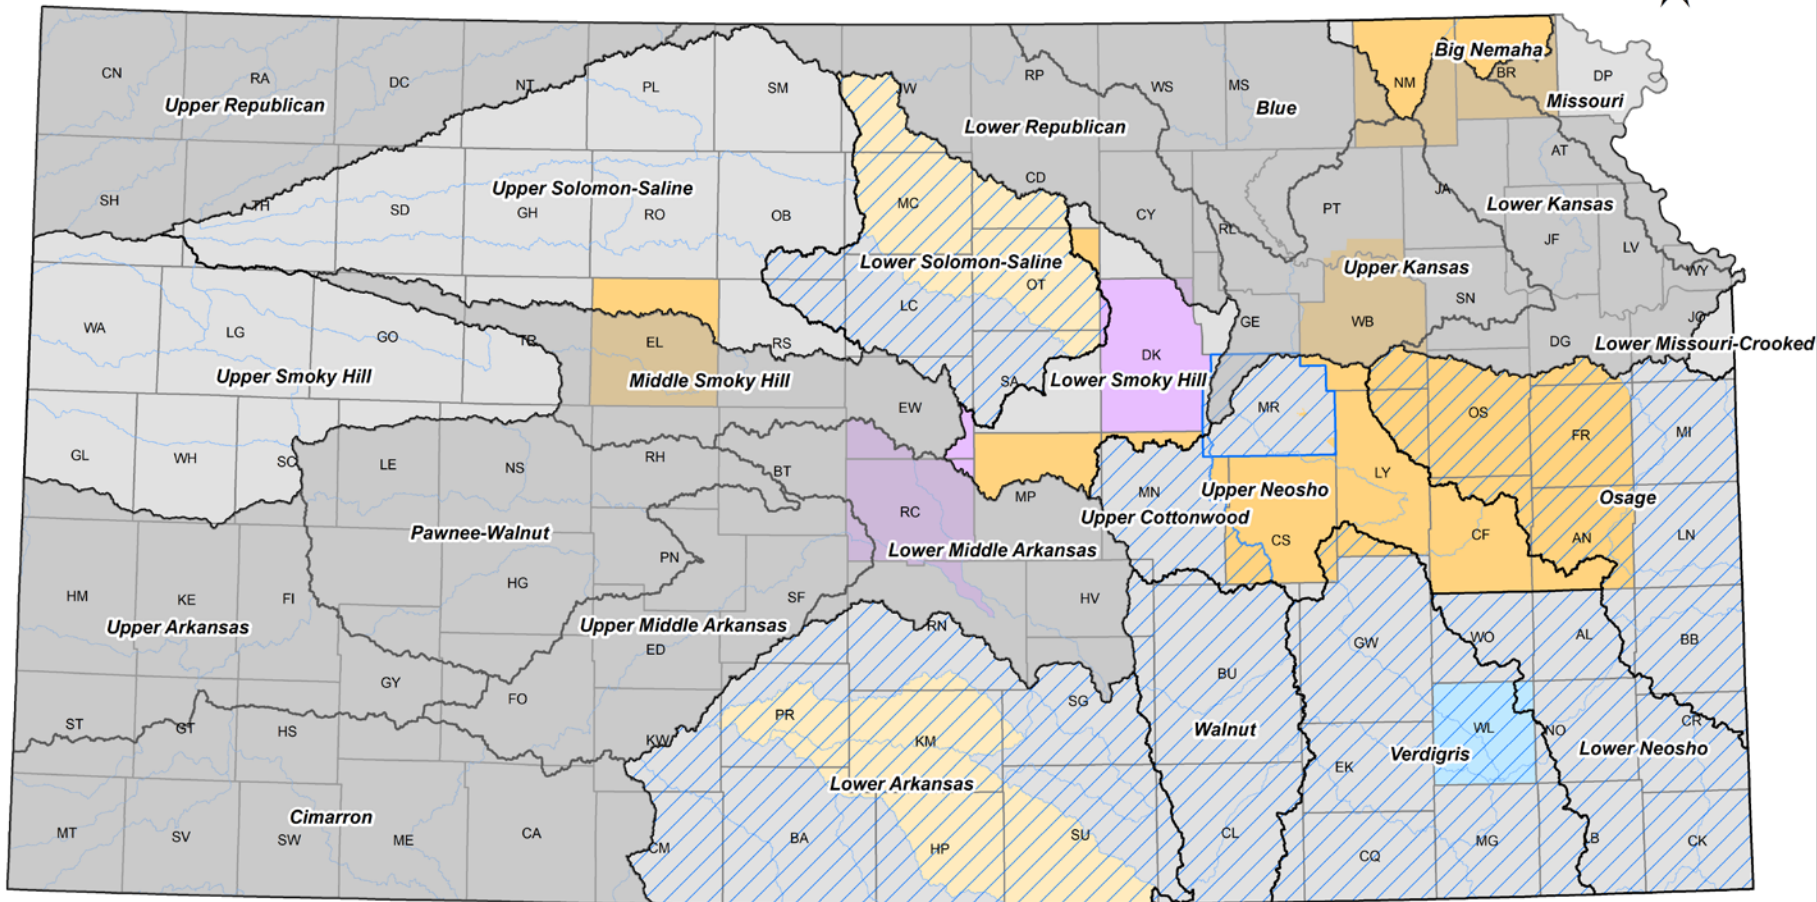 Big Nemaha
CN
RA
DC
NT
PL
SM
JW
RP
WS
MS
NM
BR
DP
Upper Republican
Lower Republican
Blue
Missouri
SH
TH
SD
Upper Solomon-Saline
GH
RO
OB
MC
CD
CY
RL
PT
JA
AT
Lower Kansas
JF
LV
WY
Lower Solomon-Saline
OT
Upper Kansas
SN
WA
LG
GO
TR
EL
RS
LC
DK
GE
WB
DG
JO
Lower Missouri-Crooked
Upper Smoky Hill
Middle Smoky Hill
SA
Lower Smoky Hill
EW
MR
OS
FR
MI
GL
WH
SC
LE
NS
RH
BT
RC
MP
MN
Upper Neosho
LY
Osage
Pawnee-Walnut
PN
Lower Middle Arkansas
Upper Cottonwood
CS
CF
AN
LN
HM
KE
FI
HG
SF
HV
Upper Arkansas
Upper Middle Arkansas
RN
ED
GW
WO
AL
BB
GY
FO
BU
ST
GT
HS
KW
PR
KM
SG
Walnut
EK
WL
Verdigris
NO
CR
Lower Neosho
Lower Arkansas
Cimarron
MT
SV
SW
ME
CA
CM
BA
HP
SU
CL
CQ
MG
CK